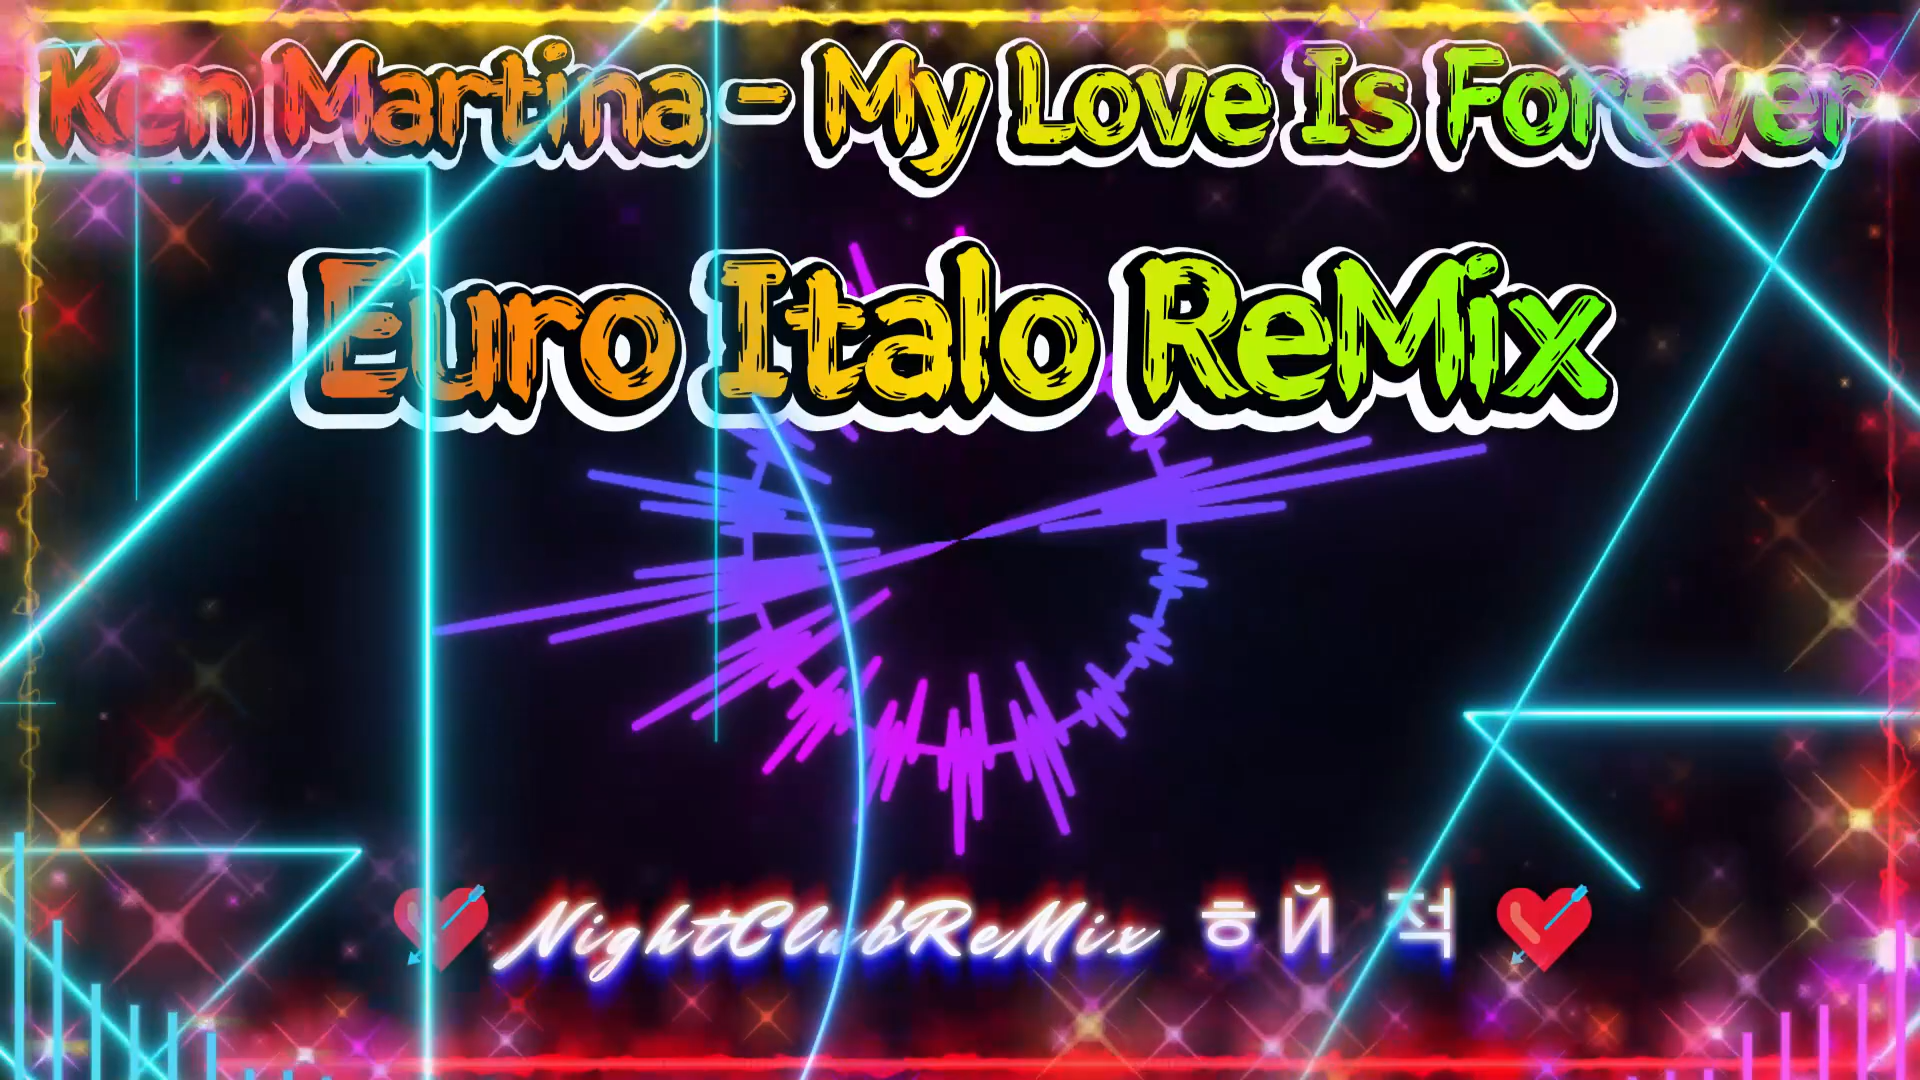 Ken Martina - My Love Is Forever
Euro Italo ReMix
💘 NightClubReMix ㅎЙ 적 💘